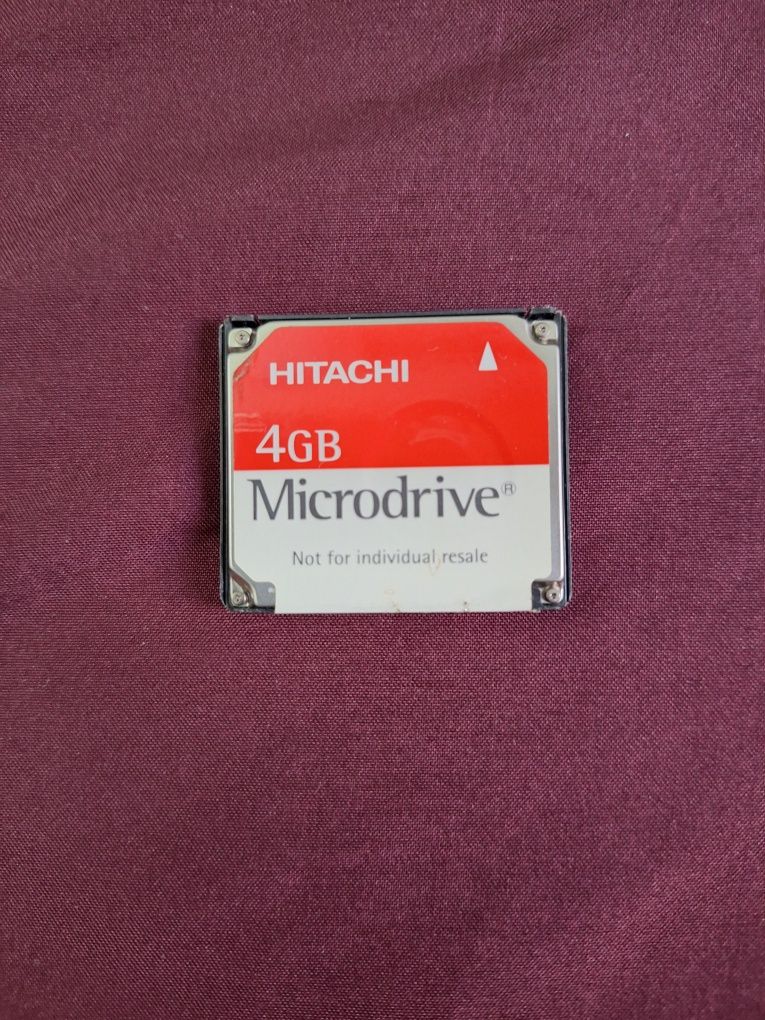 HITACHI
4GB
Microdrive®
Not for individual resale